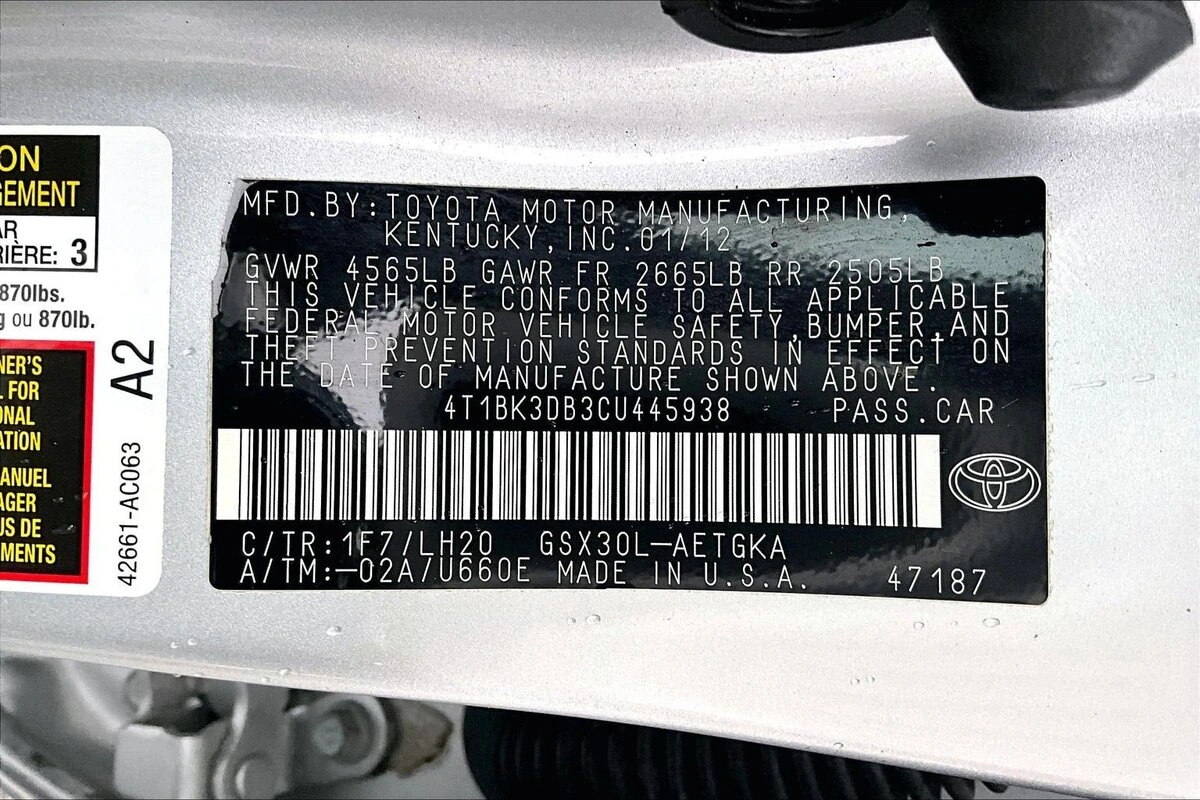 ON
GEMENT
AR
RIÈRE: 3
870lbs.
g ou 870lb.
NER'S
L FOR
ONAL
ATION
ANUEL
AGER
US DE
MENTS
42661-AC063 A2
MFD.BY:TOYOTA MOTOR MANUFACTURING,
KENTUCKY,INC.01/12
GVWR 4565LB GAWR FR 2665LB RR 2505LB
THIS VEHICLE CONFORMS TO ALL APPLICABLE
FEDERAL MOTOR VEHICLE SAFETY,BUMPER,AND
THEFT PREVENTION STANDARDS IN EFFECT ON
THE DATE OF MANUFACTURE SHOWN ABOVE.
4T1BK3DB3CU445938 PASS.CAR
C/TR:1F7/LH20 GSX30L-AETGKA
A/TM:-02A/U660E MADE IN U.S.A. 47187